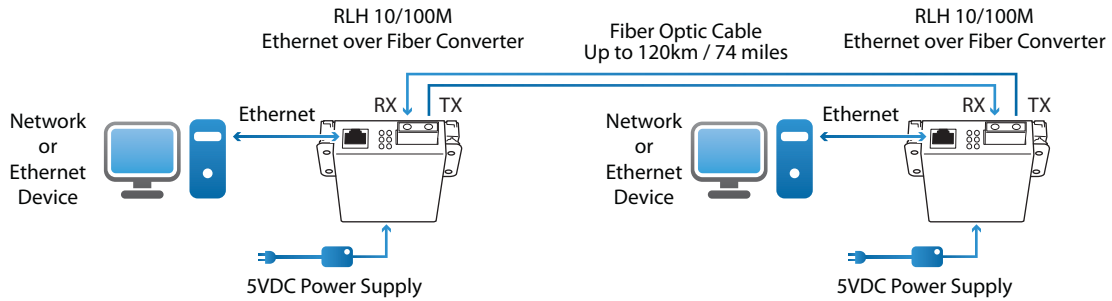 RLH 10/100M
Ethernet over Fiber Converter
Fiber Optic Cable
Up to 120km / 74 miles
RLH 10/100M
Ethernet over Fiber Converter
Network
or
Ethernet
Device
Ethernet
RX
TX
5VDC Power Supply
Network
or
Ethernet
Device
Ethernet
RX
TX
5VDC Power Supply